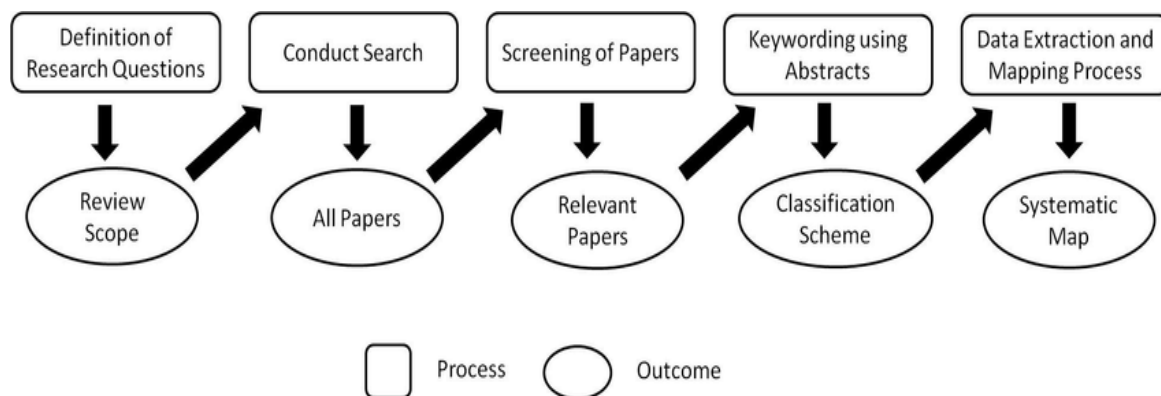 Definition of
Research Questions
Conduct Search
Screening of Papers
Keywording using
Abstracts
Data Extraction and
Mapping Process
Review
Scope
All Papers
Relevant
Papers
Classification
Scheme
Systematic
Map
Process
Outcome